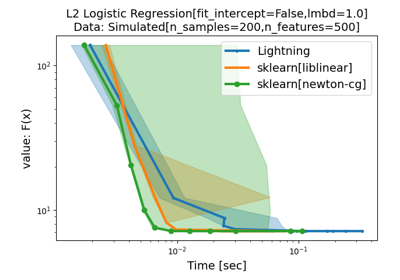 L2 Logistic Regression[fit_intercept=False,lmbd=1.0]
Data: Simulated[n_samples=200,n_features=500]
Lightning
sklearn[liblinear]
sklearn[newton-cg]
value: F(x)
10²
10¹
10⁻²
10⁻¹
Time [sec]